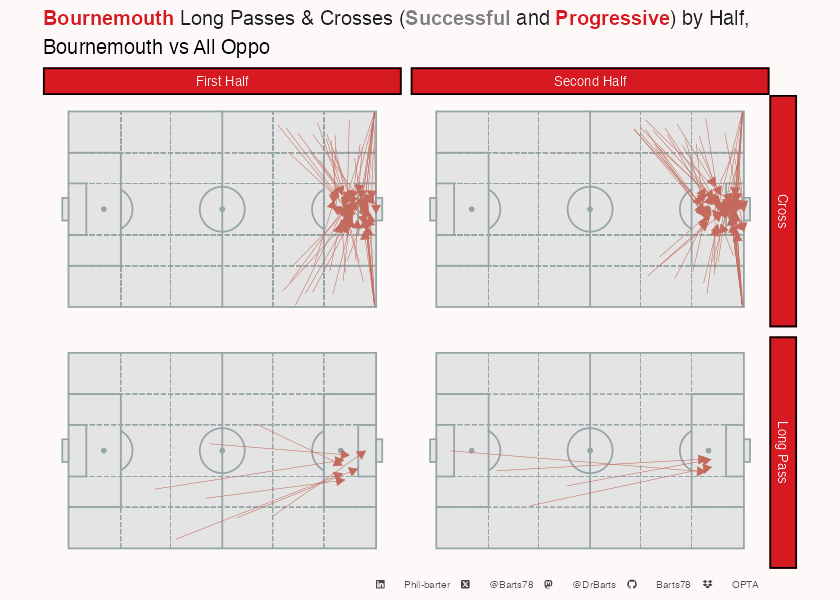 Bournemouth Long Passes & Crosses (Successful and Progressive) by Half,
Bournemouth vs All Oppo
First Half
Second Half
Cross
Long Pass
Phil-barter @Barts78 @DrBarts Barts78 OPTA